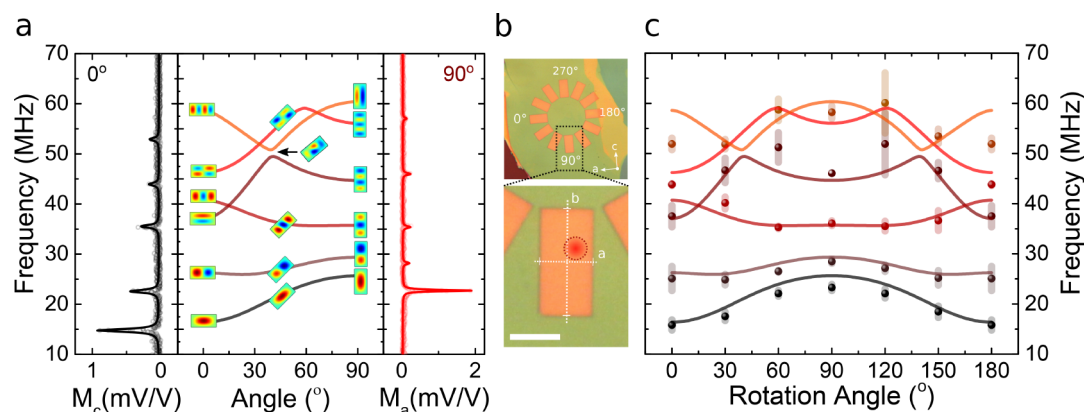 a
b
c
Frequency (MHz)
70
60
50
40
30
20
10
0°
90°
1
0
M_c(mV/V)
0 30 60 90
Angle (°)
0
2
M_a(mV/V)
270°
0°
180°
90°
c
a
b
a
0 30 60 90 120 150 180
Rotation Angle (°)
70
60
50
40
30
20
10
Frequency (MHz)